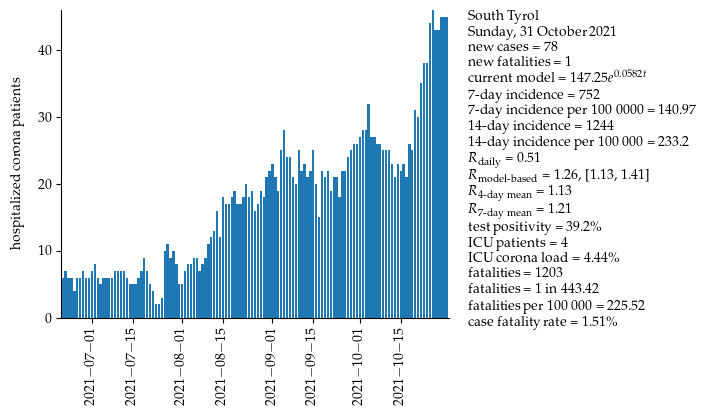 hospitalized corona patients
40
30
20
10
0
2021−07−01
2021−07−15
2021−08−01
2021−08−15
2021−09−01
2021−09−15
2021−10−01
2021−10−15
South Tyrol
Sunday, 31 October 2021
new cases = 78
new fatalities = 1
current model = 147.25e^0.0582t
7-day incidence = 752
7-day incidence per 100 0000 = 140.97
14-day incidence = 1244
14-day incidence per 100 000 = 233.2
R_daily = 0.51
R_model-based = 1.26, [1.13, 1.41]
R_4-day mean = 1.13
R_7-day mean = 1.21
test positivity = 39.2%
ICU patients = 4
ICU corona load = 4.44%
fatalities = 1203
fatalities = 1 in 443.42
fatalities per 100 000 = 225.52
case fatality rate = 1.51%